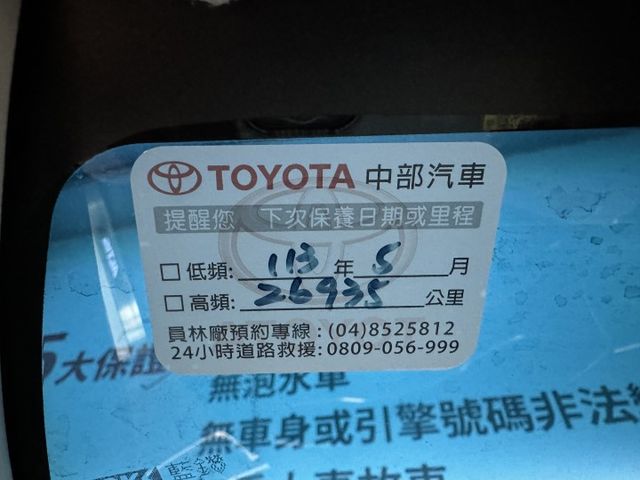 TOYOTA 中部汽車
提醒您 下次保養日期或里程
□低頻: 113 年 5 月
□高頻: 26935 公里
員林廠預約專線:(04)8525812
24小時道路救援: 0809-056-999
5大保證
無泡水車
無車身或引擎號碼非法